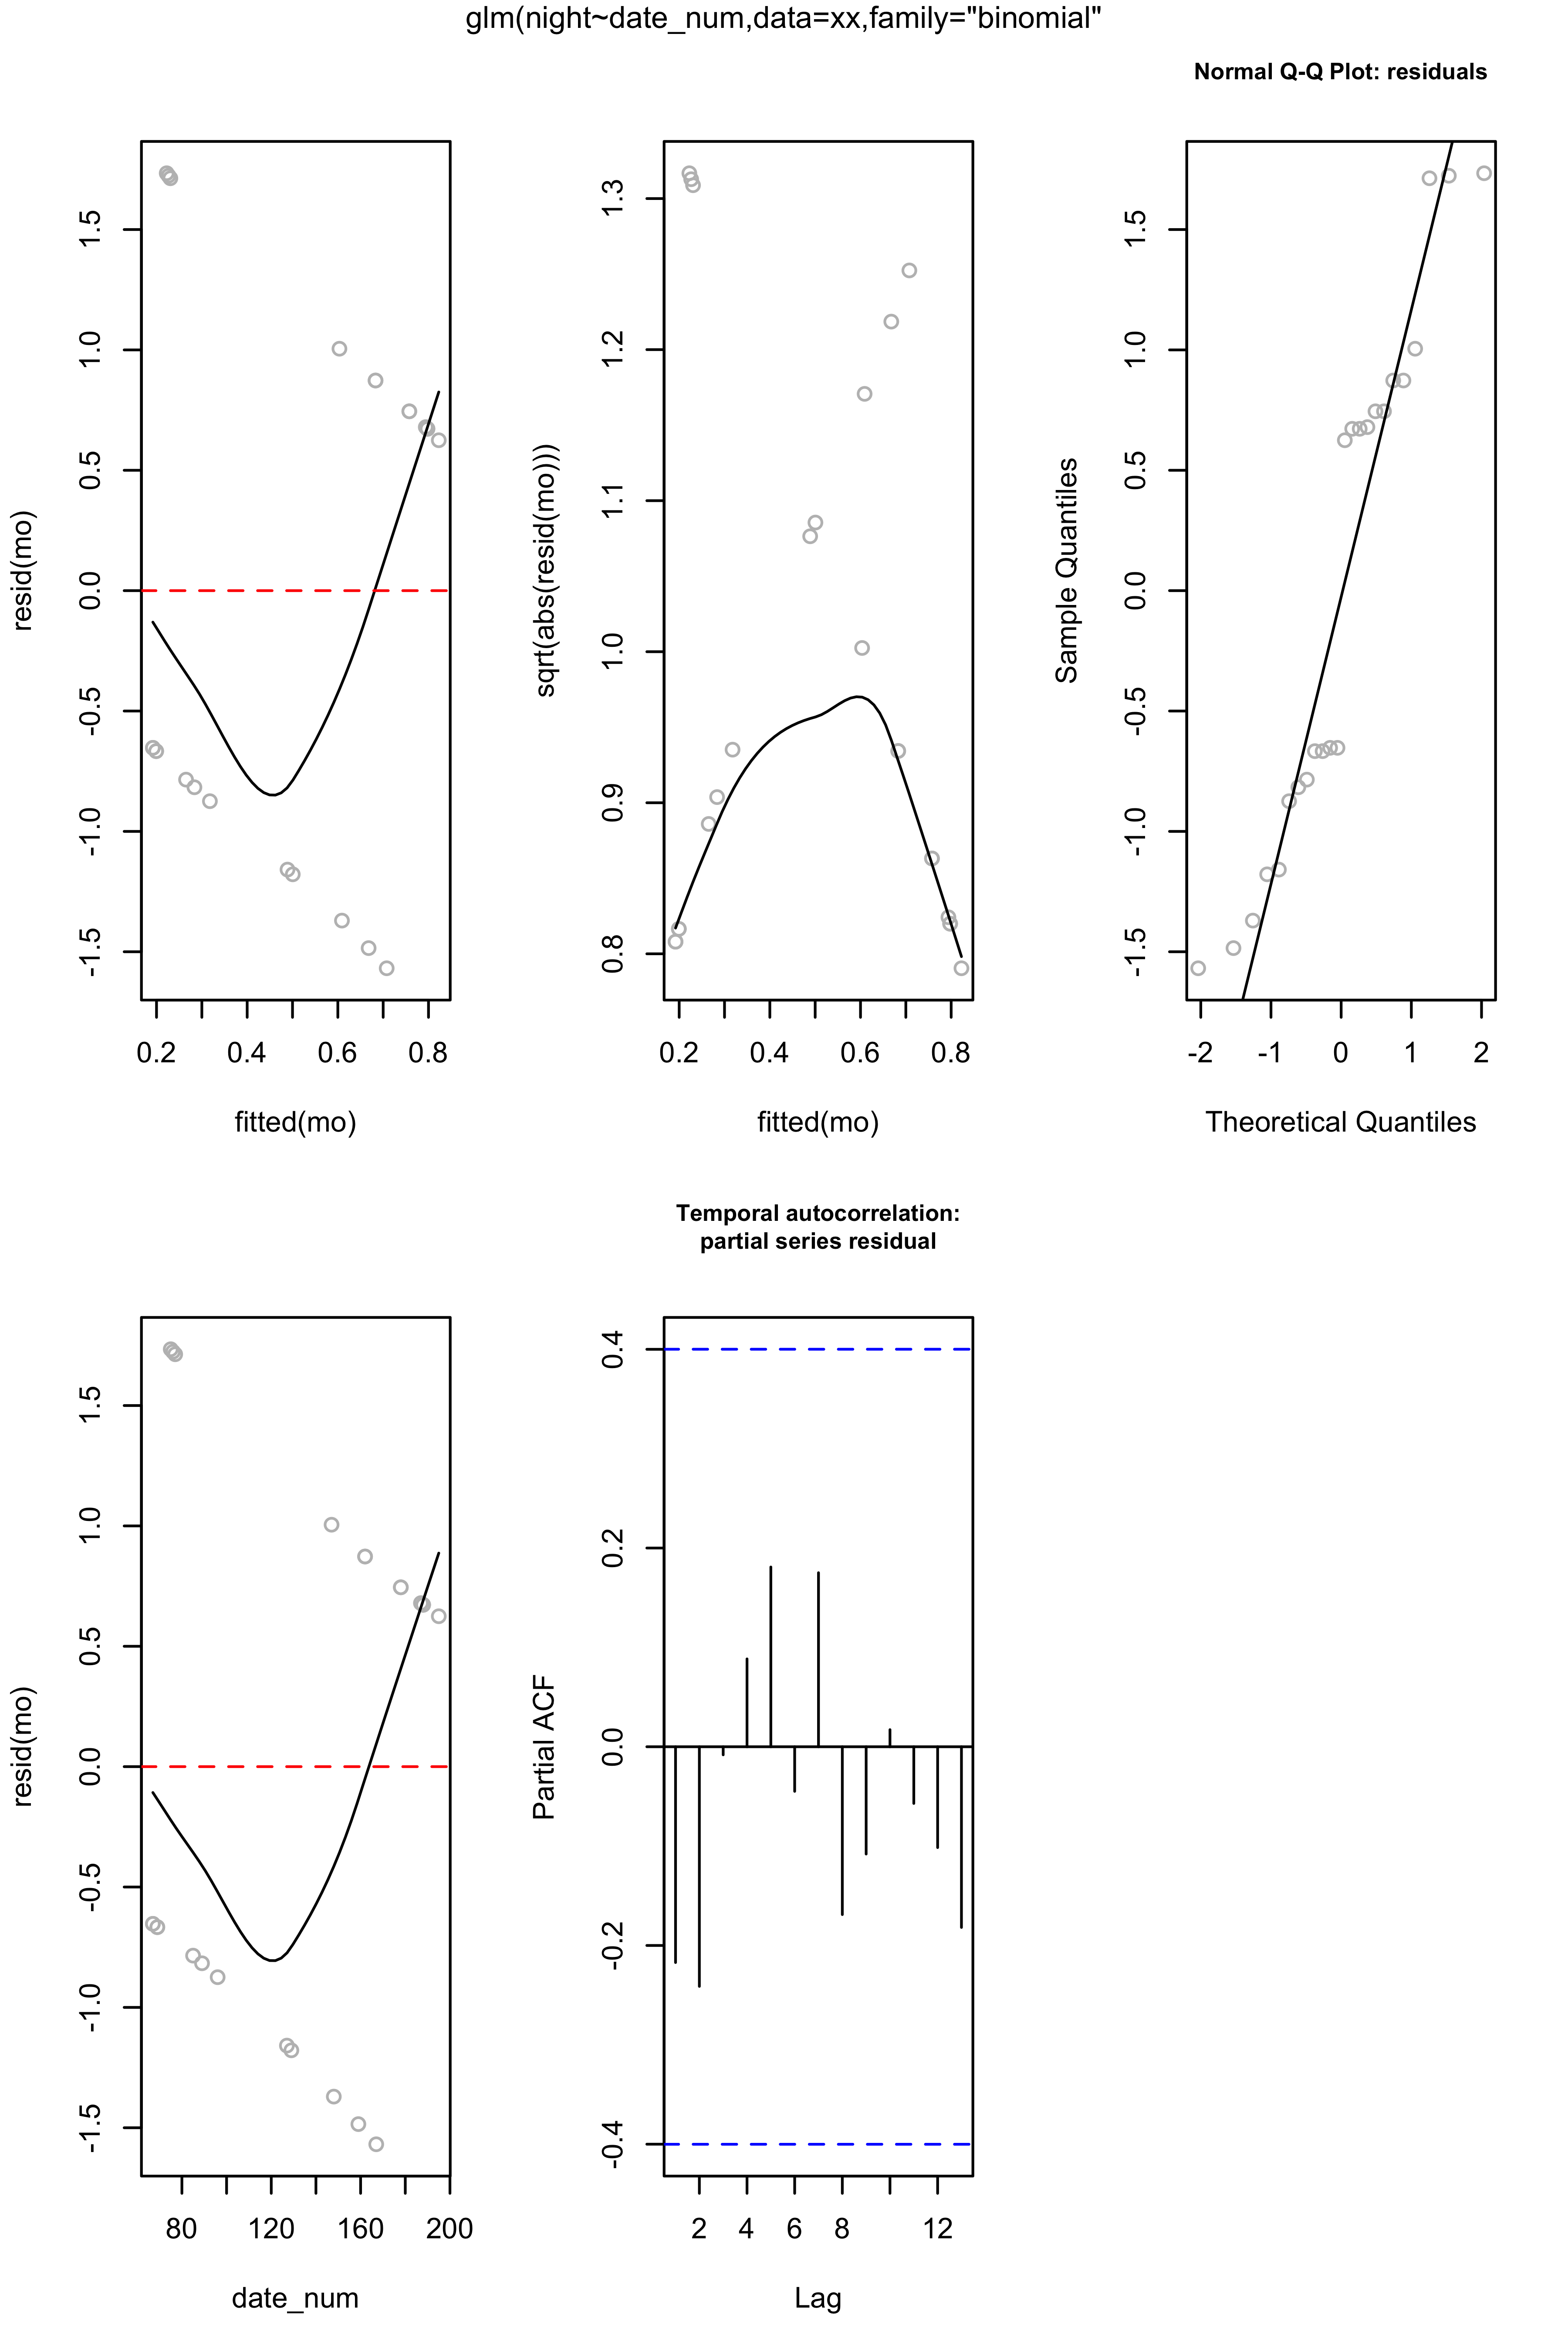 glm(night~date_num,data=xx,family="binomial"
Normal Q-Q Plot: residuals
resid(mo)
-1.5 -1.0 -0.5 0.0 0.5 1.0 1.5
0.2 0.4 0.6 0.8
fitted(mo)
sqrt(abs(resid(mo)))
0.8 0.9 1.0 1.1 1.2 1.3
0.2 0.4 0.6 0.8
fitted(mo)
Sample Quantiles
-1.5 -1.0 -0.5 0.0 0.5 1.0 1.5
-2 -1 0 1 2
Theoretical Quantiles
Temporal autocorrelation:
partial series residual
resid(mo)
-1.5 -1.0 -0.5 0.0 0.5 1.0 1.5
80 120 160 200
date_num
Partial ACF
-0.4 -0.2 0.0 0.2 0.4
2 4 6 8 12
Lag